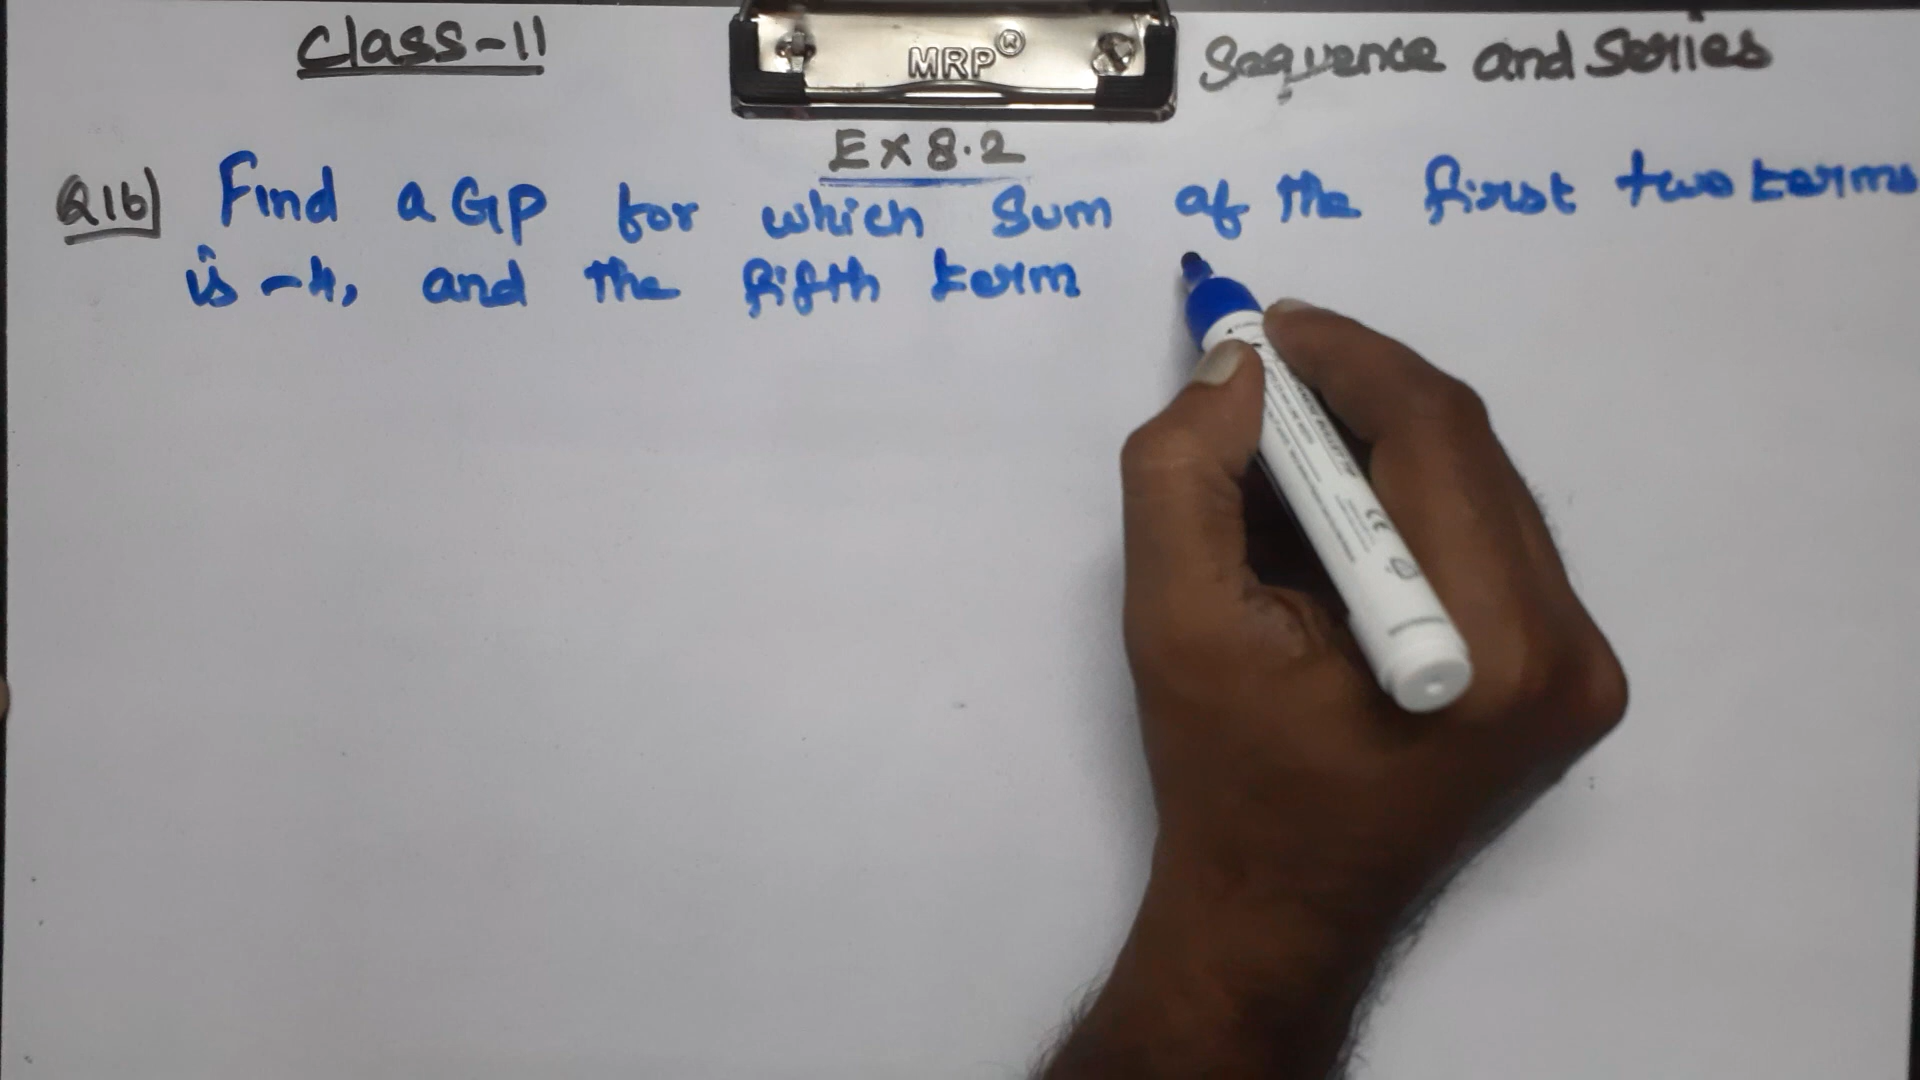 Class-11
MRP®
Sequence and Series
Ex 8.2
Q16) Find a GP for which sum of the first two terms
is -4, and the fifth term
CE